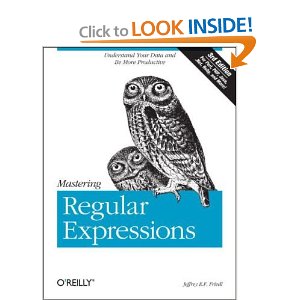 Click to
LOOK INSIDE!
Understand Your Data and
Be More Productive
3rd Edition
Mastering
Regular
Expressions
O'REILLY®
Jeffrey E.F. Friedl